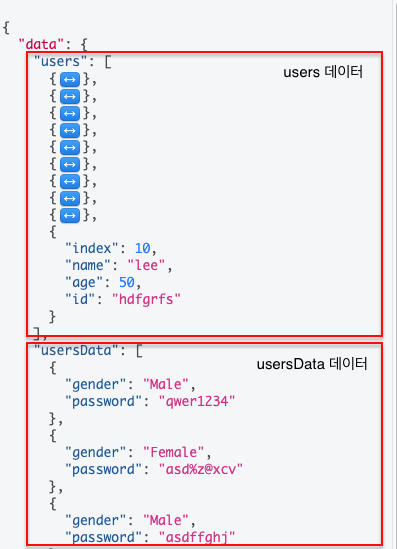 {
"data": {
"users": [
users 데이터
{↔},
{↔},
{↔},
{↔},
{↔},
{↔},
{↔},
{↔},
{↔},
{
"index": 10,
"name": "lee",
"age": 50,
"id": "hdfgrfs"
}
],
"usersData": [
usersData 데이터
{
"gender": "Male",
"password": "qwer1234"
},
{
"gender": "Female",
"password": "asd%z@xcv"
},
{
"gender": "Male",
"password": "asdffghj"